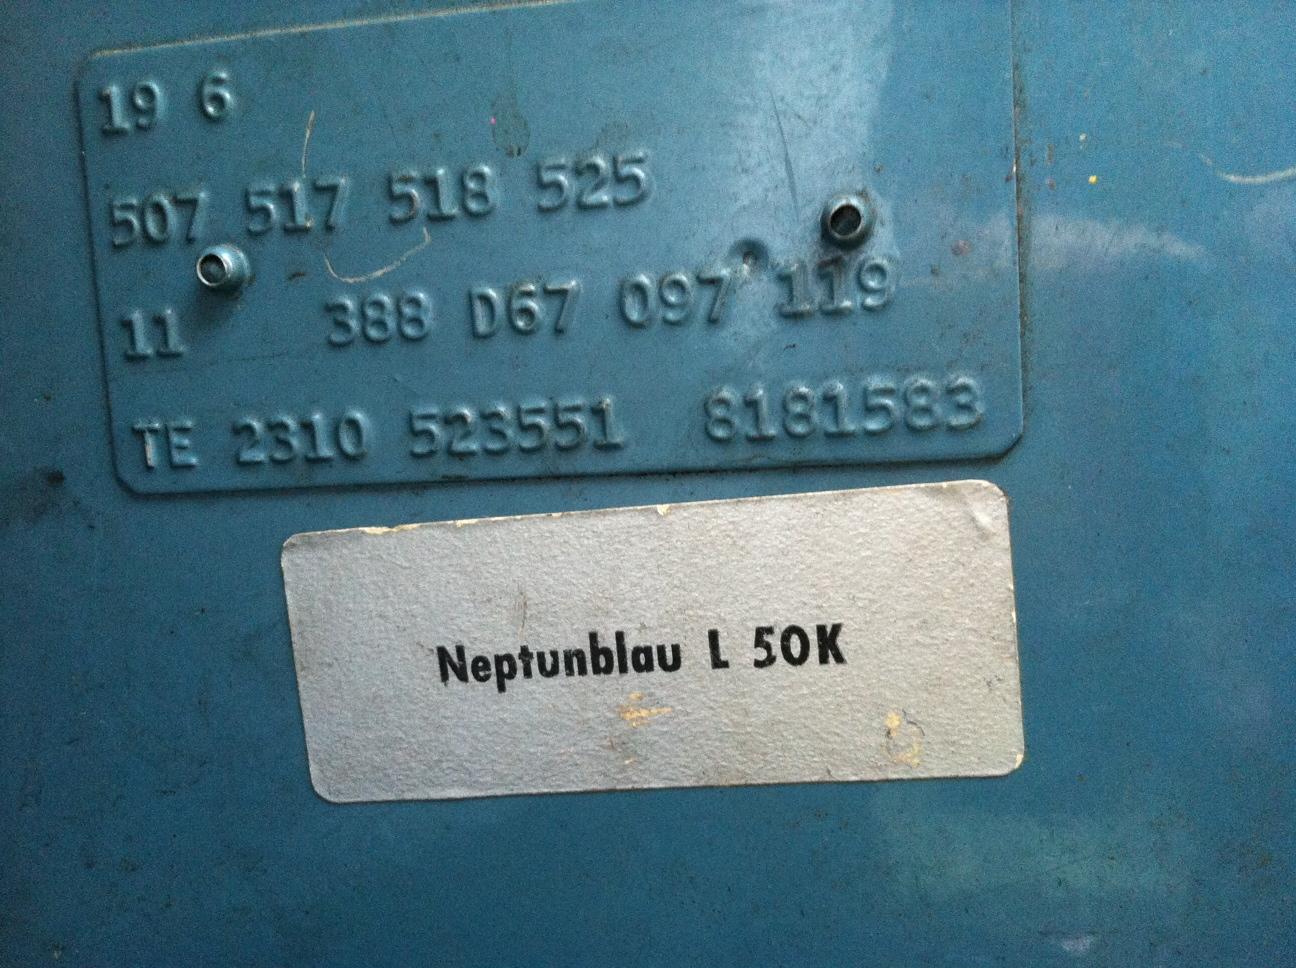 19 6
507 517 518 525
11 388 D67 097 119
TE 2310 523551 8181583
Neptunblau L 50K